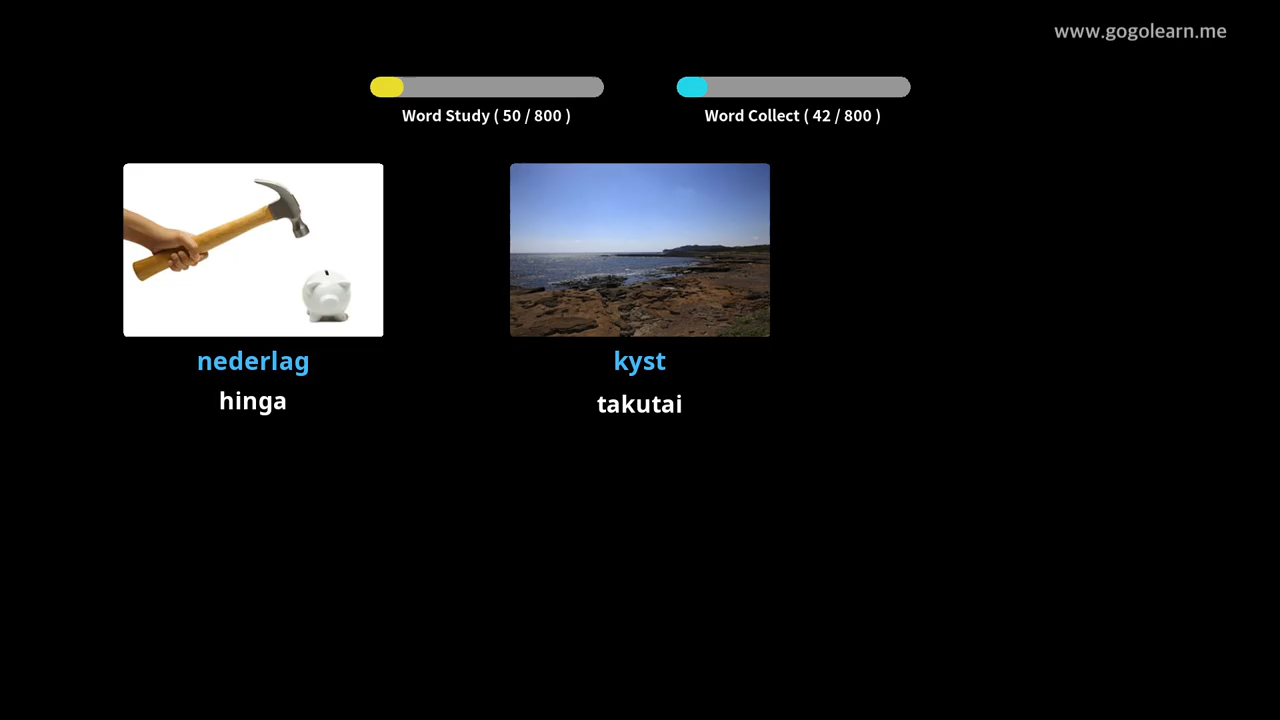 www.gogolearn.me
Word Study ( 50 / 800 )
Word Collect ( 42 / 800 )
nederlag
hinga
kyst
takutai